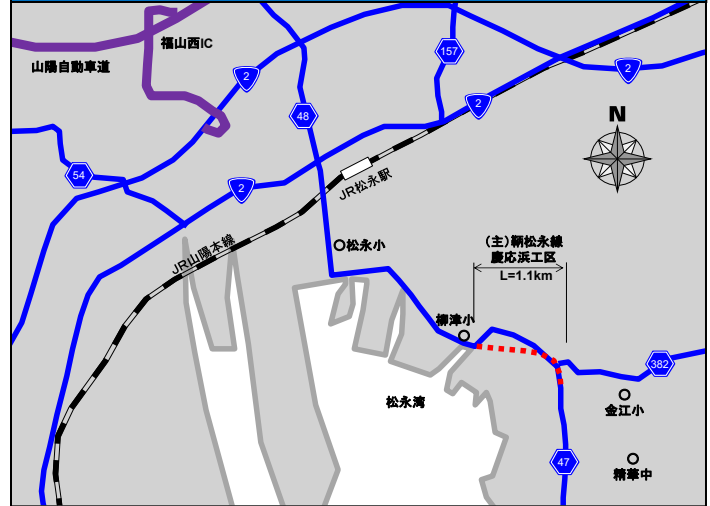 福山西IC
山陽自動車道
157
2
2
2
48
N
54
2
JR松永駅
松永小
JR山陽本線
(主)鞆松永線
慶応浜工区
L=1.1km
柳津小
382
松永湾
金江小
47
精華中